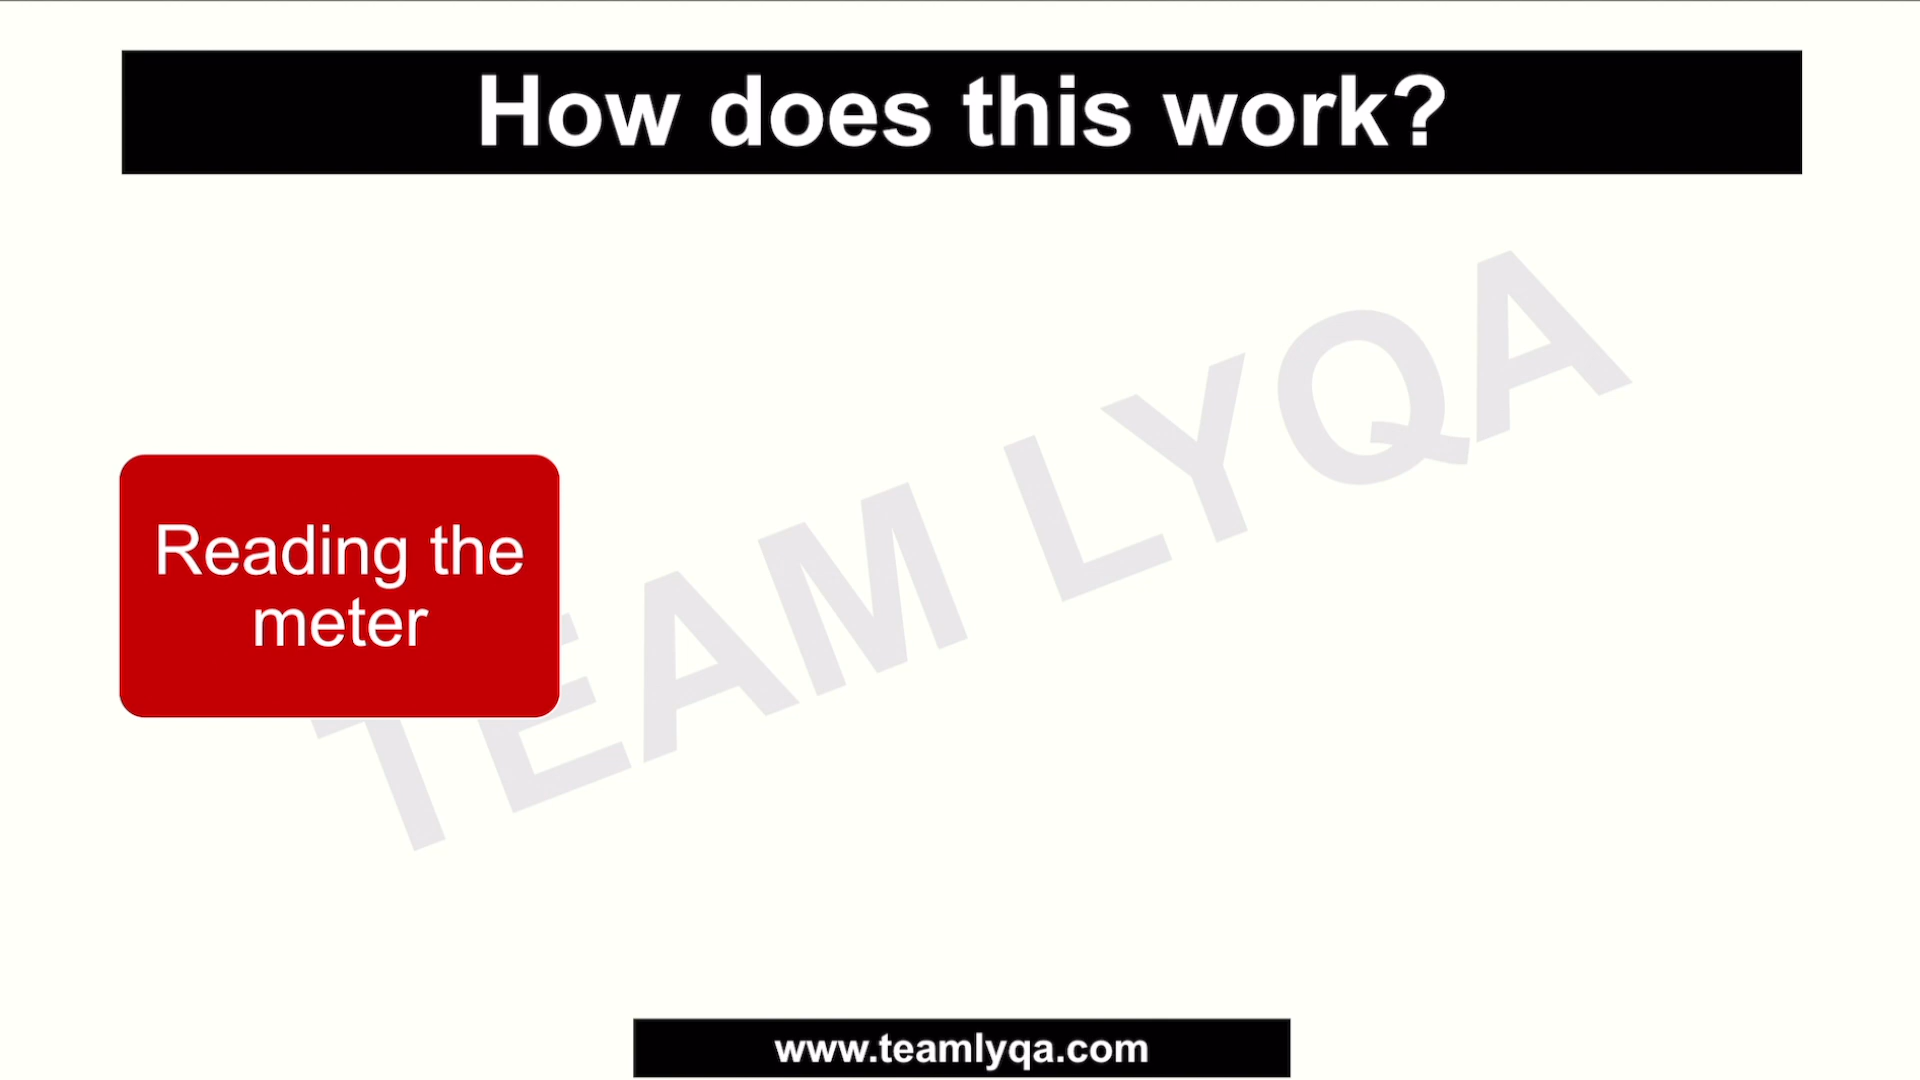 How does this work?
Reading the
meter
TEAM LYQA
www.teamlyqa.com